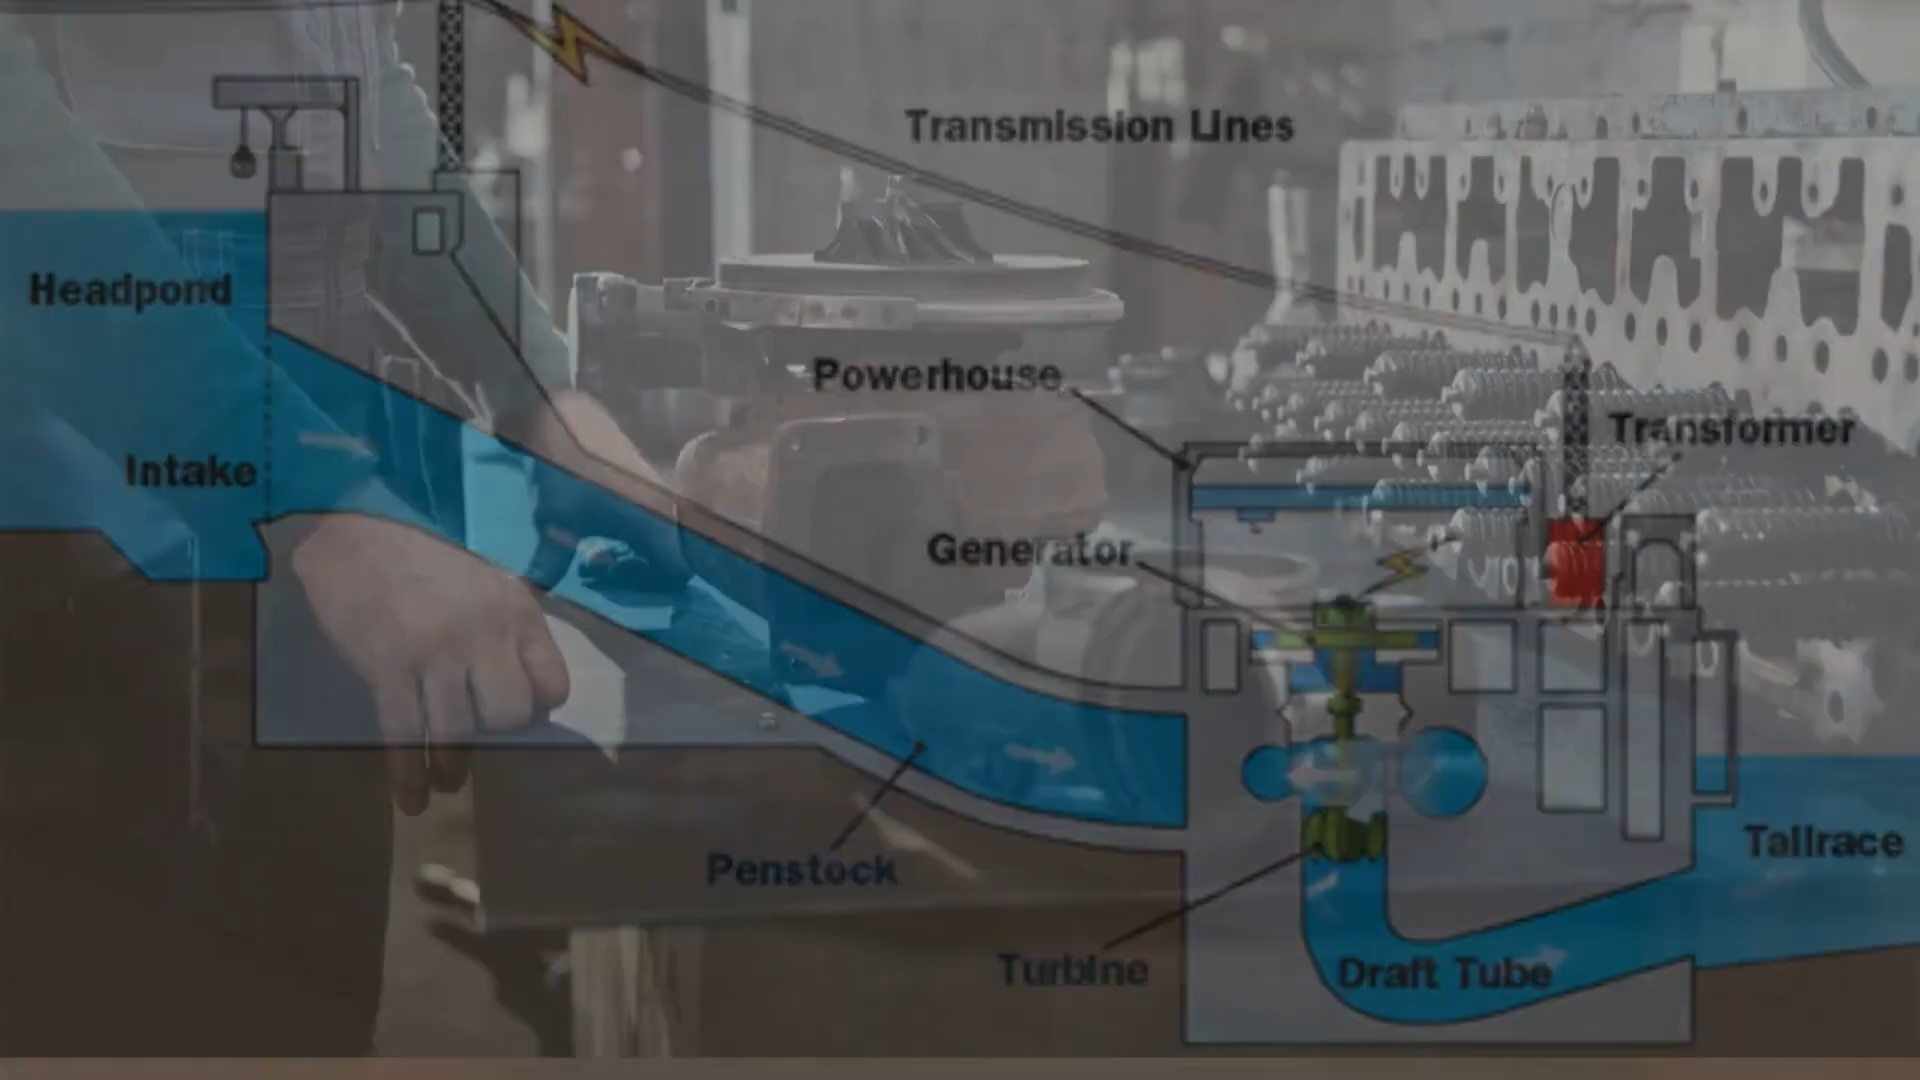 Transmission Lines
Headpond
Powerhouse
Transformer
Intake
Generator
Tailrace
Penstock
Turbine
Draft Tube